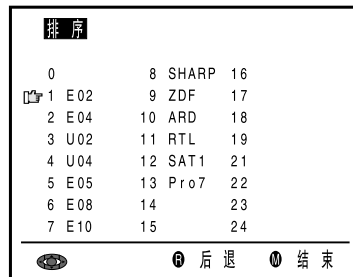 排 序
0 8 SHARP 16
1 E02 9 ZDF 17
2 E04 10 ARD 18
3 U02 11 RTL 19
4 U04 12 SAT1 21
5 E05 13 Pro7 22
6 E08 14 23
7 E10 15 24
R 后 退 M 结 束